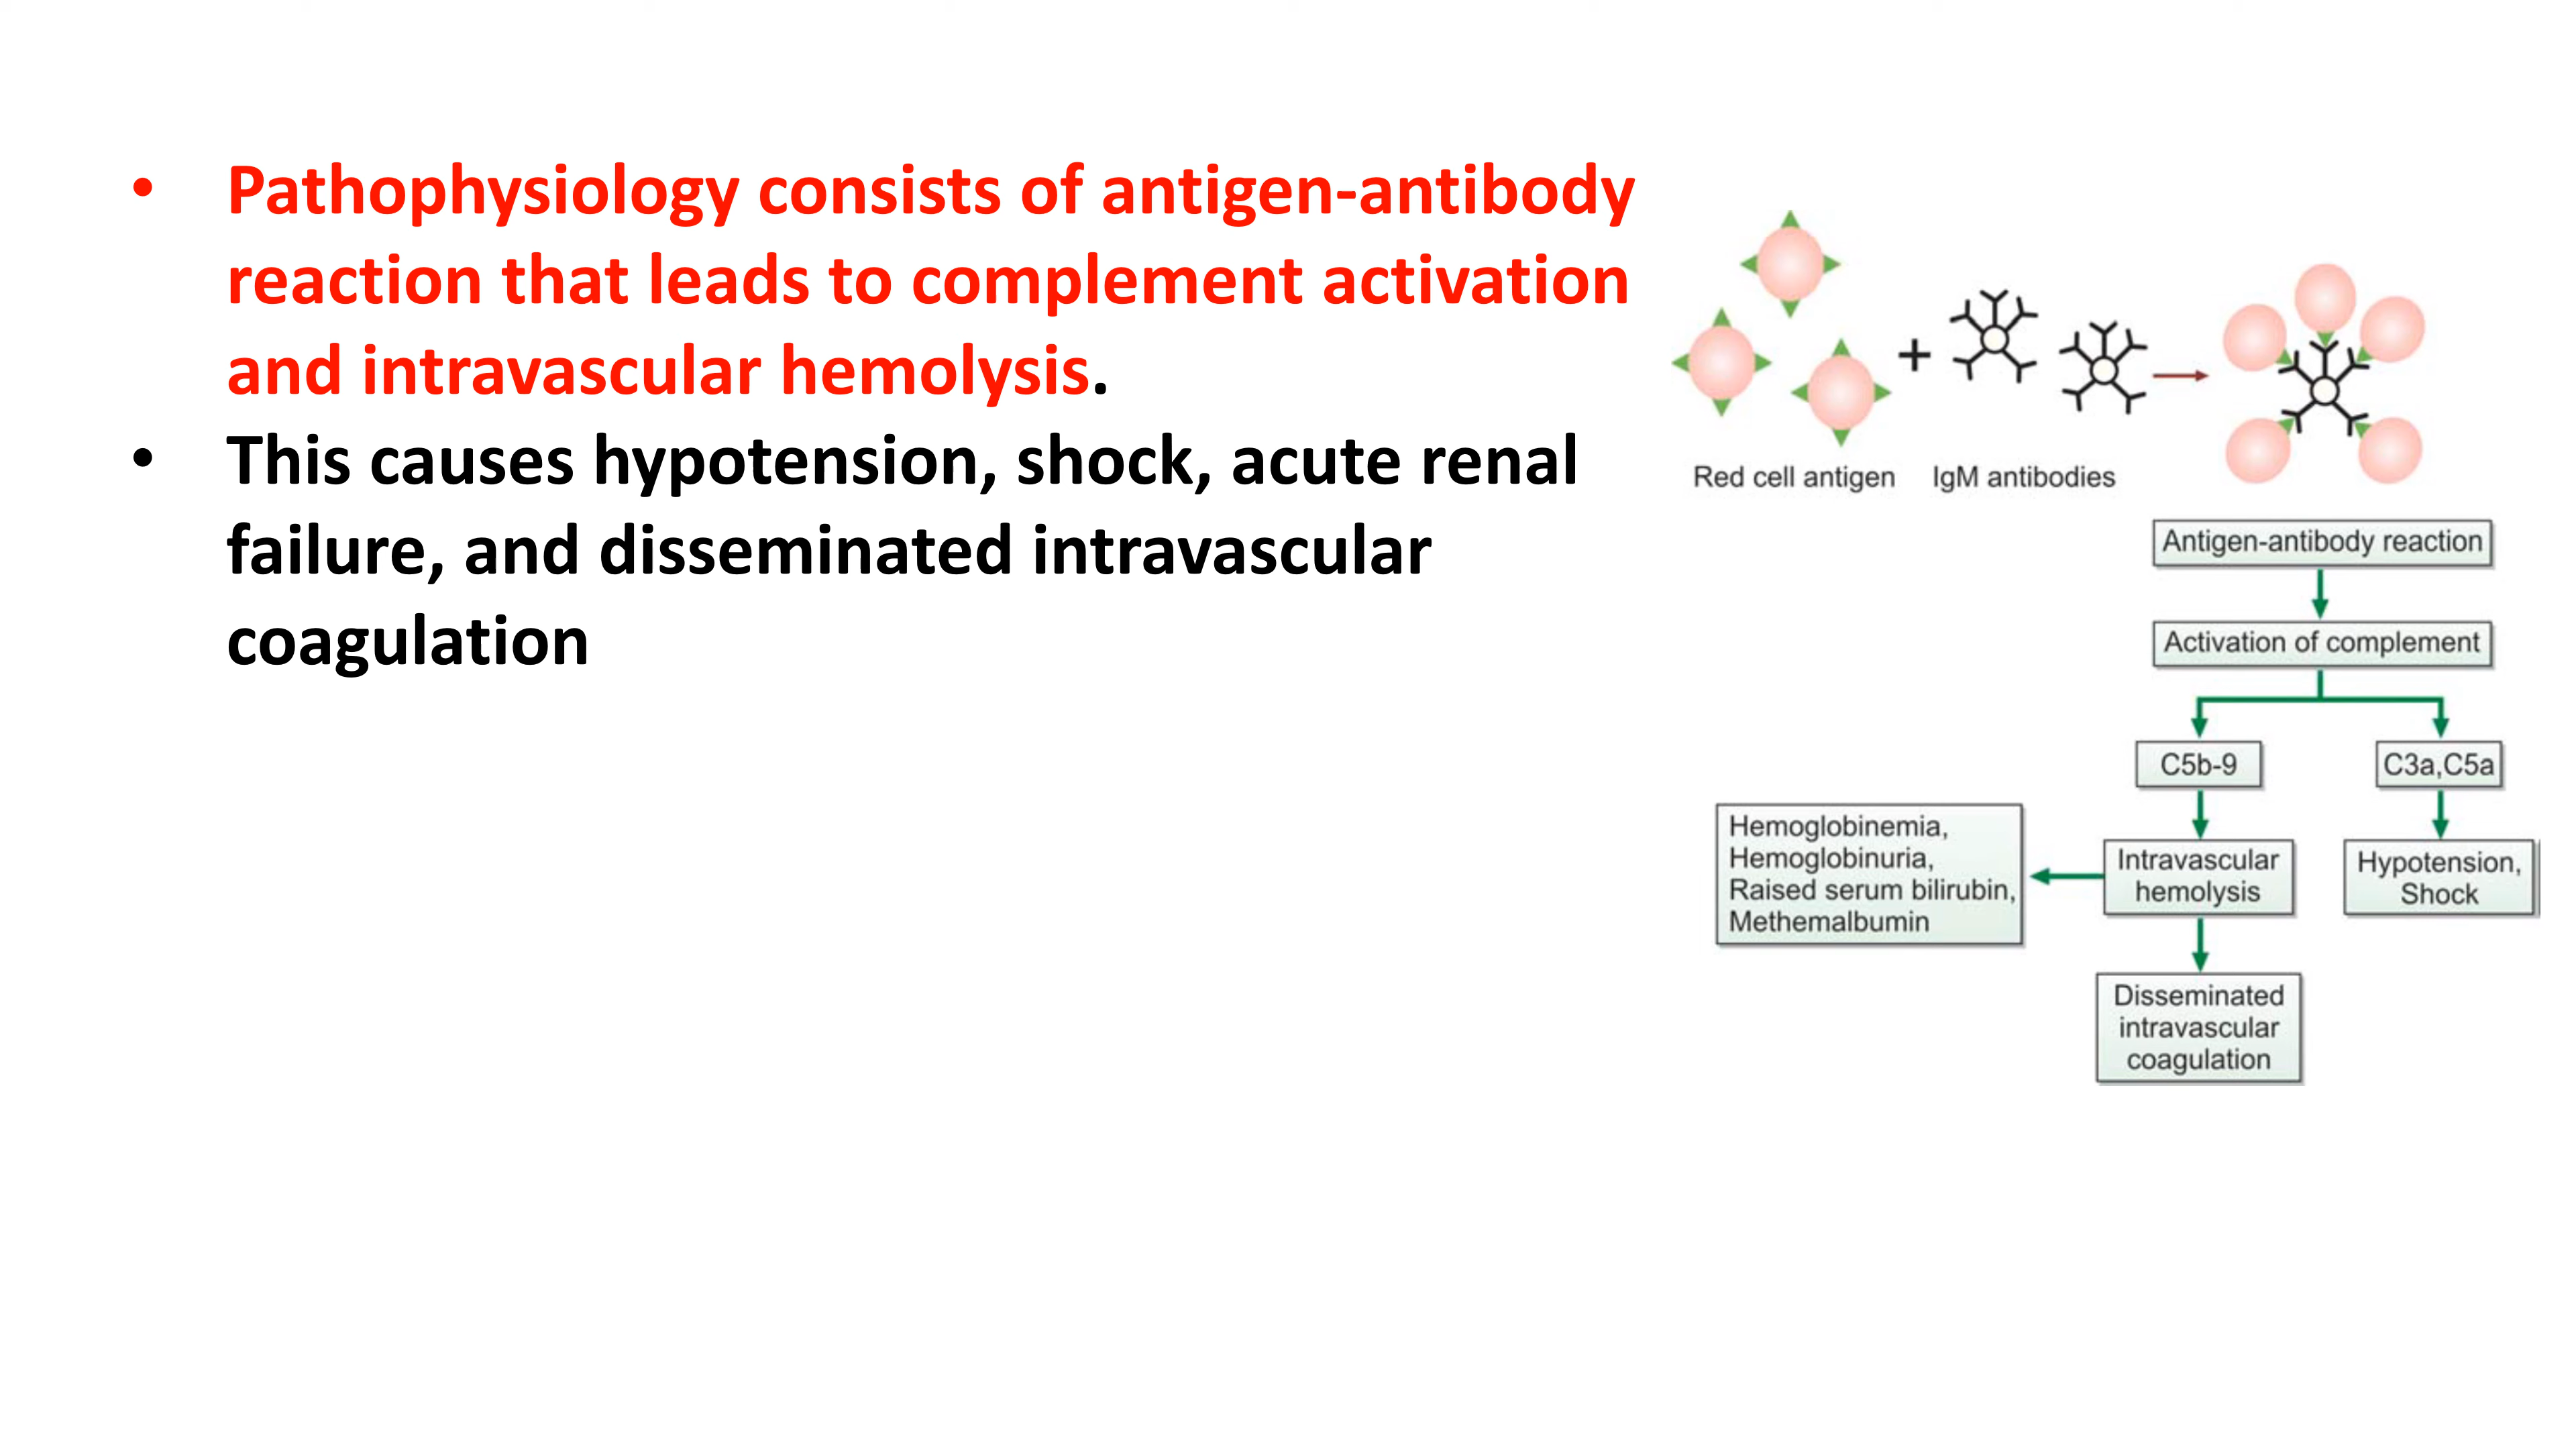 • Pathophysiology consists of antigen-antibody
reaction that leads to complement activation
and intravascular hemolysis.
• This causes hypotension, shock, acute renal
failure, and disseminated intravascular
coagulation
+
Red cell antigen
IgM antibodies
Antigen-antibody reaction
Activation of complement
C5b-9
C3a,C5a
Hemoglobinemia,
Hemoglobinuria,
Raised serum bilirubin,
Methemalbumin
Intravascular
hemolysis
Hypotension,
Shock
Disseminated
intravascular
coagulation